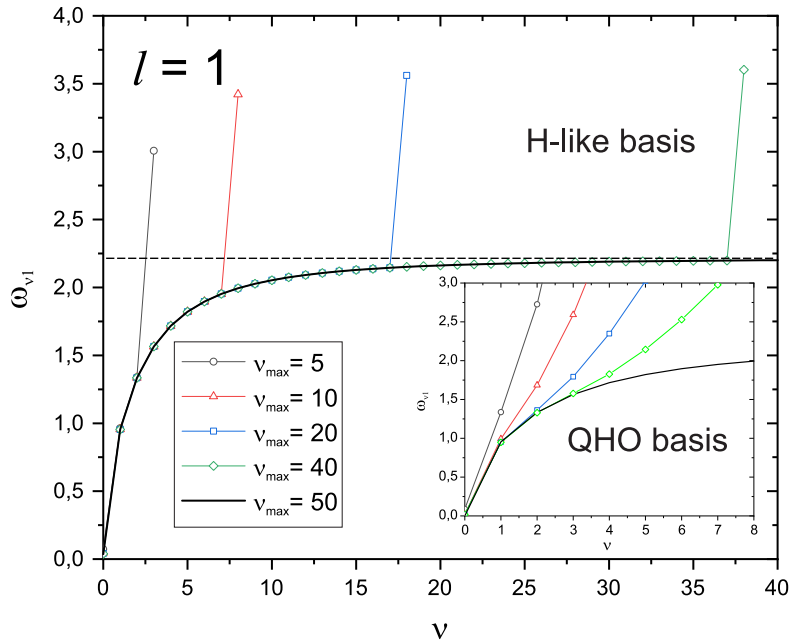 4,0
3,5
3,0
2,5
2,0
1,5
1,0
0,5
0,0
ω_ν1
l = 1
H-like basis
ν_max = 5
ν_max = 10
ν_max = 20
ν_max = 40
ν_max = 50
3,0
2,5
2,0
1,5
1,0
0,5
0,0
ω_ν1
QHO basis
0 1 2 3 4 5 6 7 8
ν
0 5 10 15 20 25 30 35 40
ν